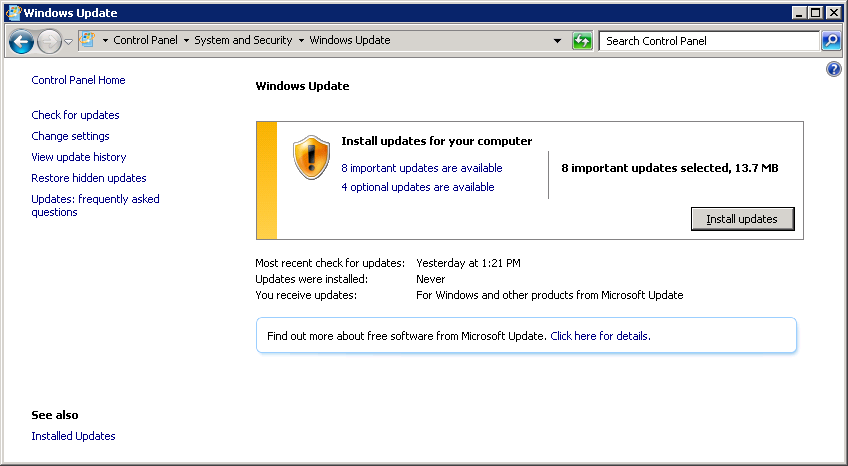 Windows Update
Control Panel System and Security Windows Update Search Control Panel
Control Panel Home
Check for updates
Change settings
View update history
Restore hidden updates
Updates: frequently asked
questions
Windows Update
Install updates for your computer
8 important updates are available
4 optional updates are available
8 important updates selected, 13.7 MB
Install updates
Most recent check for updates: Yesterday at 1:21 PM
Updates were installed: Never
You receive updates: For Windows and other products from Microsoft Update
Find out more about free software from Microsoft Update. Click here for details.
See also
Installed Updates